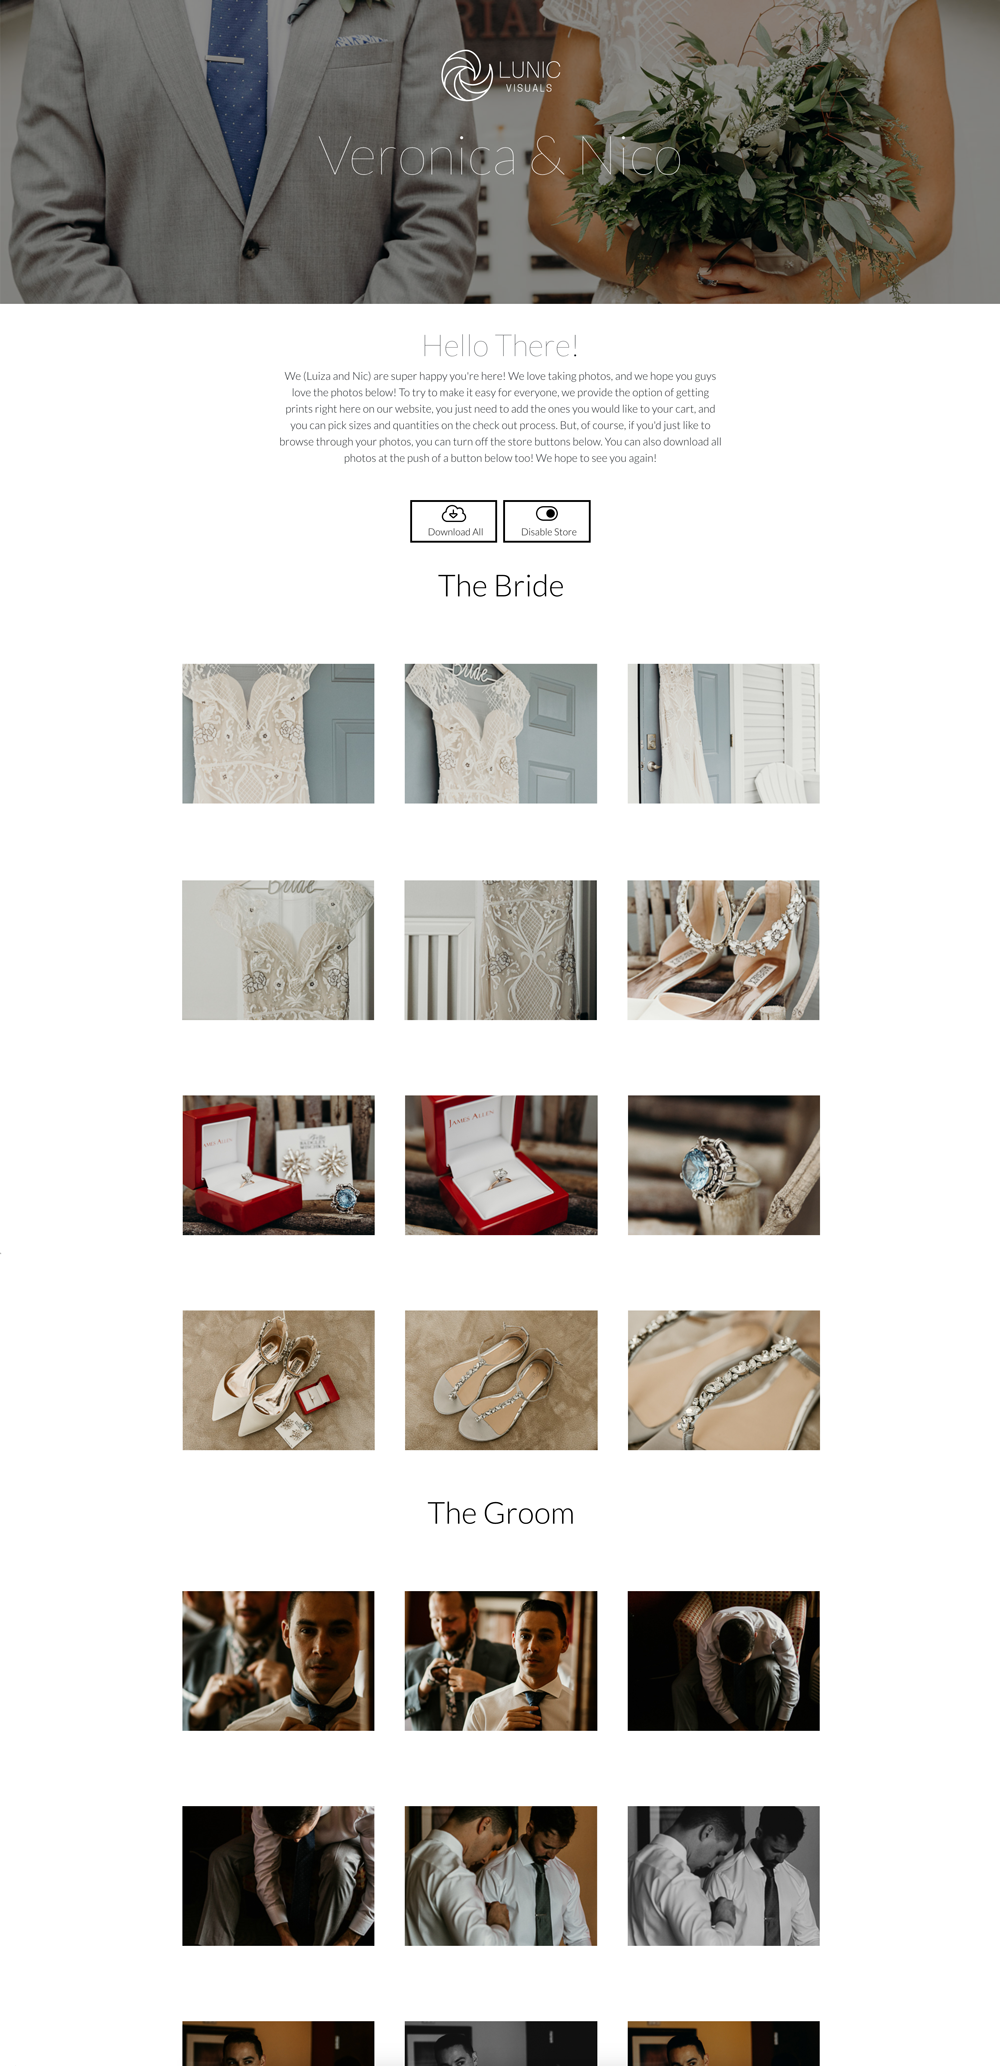 RIA
LUNIC
VISUALS
Veronica & Nico
Hello There!
We (Luiza and Nic) are super happy you're here! We love taking photos, and we hope you guys
love the photos below! To try to make it easy for everyone, we provide the option of getting
prints right here on our website, you just need to add the ones you would like to your cart, and
you can pick sizes and quantities on the check out process. But, of course, if you'd just like to
browse through your photos, you can turn off the store buttons below. You can also download all
photos at the push of a button below too! We hope to see you again!
Download All
Disable Store
The Bride
Bride
Bride
JAMES ALLEN
JAMES ALLEN
The Groom